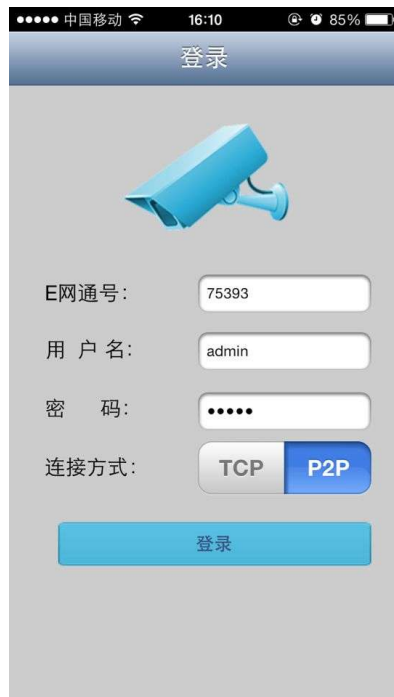 中国移动 16:10 85%
登录
E网通号: 75393
用 户 名: admin
密 码: •••••
连接方式: TCP P2P
登录